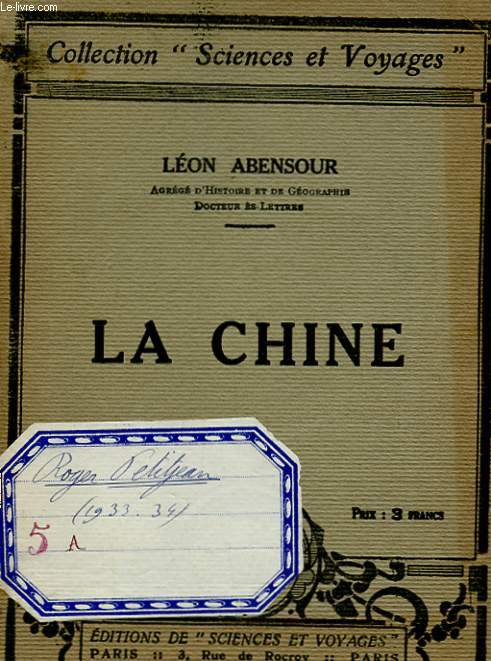 Le-livre.com
Collection " Sciences et Voyages "
LÉON ABENSOUR
AGRÉGÉ D'HISTOIRE ET DE GÉOGRAPHIE
DOCTEUR ÈS LETTRES
LA CHINE
Roger Petitjean
(1933-34)
5 A
PRIX : 3 FRANCS
ÉDITIONS DE " SCIENCES ET VOYAGES "
PARIS :: 3, Rue de Rocroy :: PARIS